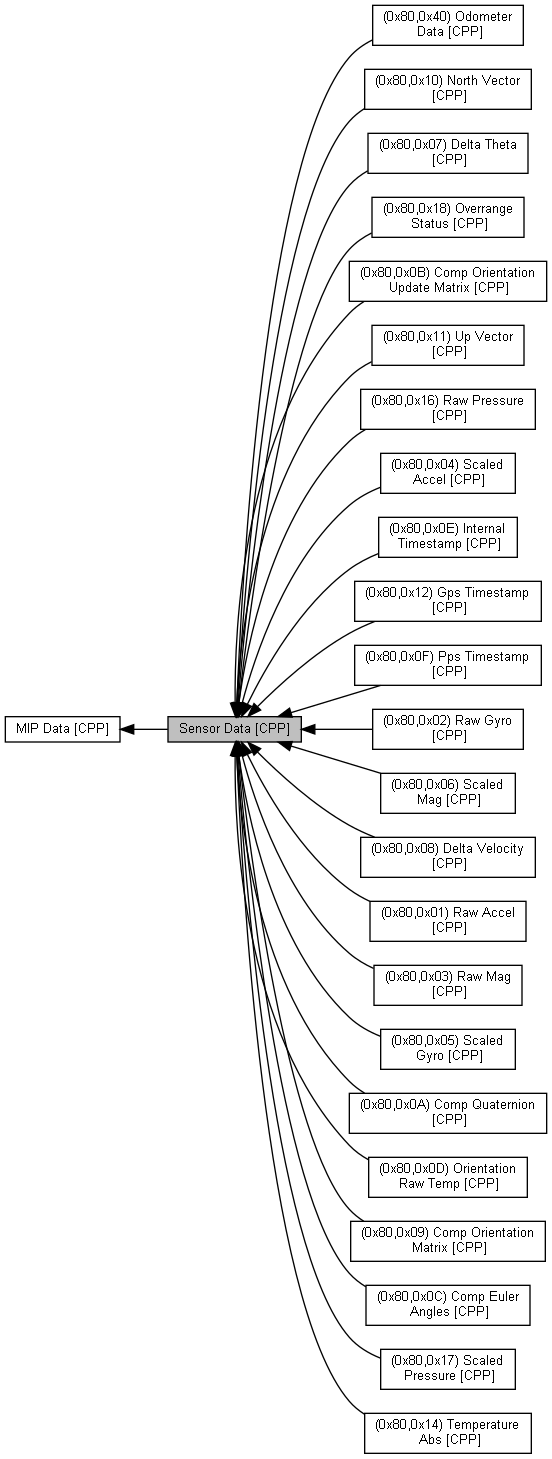 (0x80,0x40) Odometer
Data [CPP]
(0x80,0x10) North Vector
[CPP]
(0x80,0x07) Delta Theta
[CPP]
(0x80,0x18) Overrange
Status [CPP]
(0x80,0x0B) Comp Orientation
Update Matrix [CPP]
(0x80,0x11) Up Vector
[CPP]
(0x80,0x16) Raw Pressure
[CPP]
(0x80,0x04) Scaled
Accel [CPP]
(0x80,0x0E) Internal
Timestamp [CPP]
(0x80,0x12) Gps Timestamp
[CPP]
(0x80,0x0F) Pps Timestamp
[CPP]
MIP Data [CPP]
Sensor Data [CPP]
(0x80,0x02) Raw Gyro
[CPP]
(0x80,0x06) Scaled
Mag [CPP]
(0x80,0x08) Delta Velocity
[CPP]
(0x80,0x01) Raw Accel
[CPP]
(0x80,0x03) Raw Mag
[CPP]
(0x80,0x05) Scaled
Gyro [CPP]
(0x80,0x0A) Comp Quaternion
[CPP]
(0x80,0x0D) Orientation
Raw Temp [CPP]
(0x80,0x09) Comp Orientation
Matrix [CPP]
(0x80,0x0C) Comp Euler
Angles [CPP]
(0x80,0x17) Scaled
Pressure [CPP]
(0x80,0x14) Temperature
Abs [CPP]